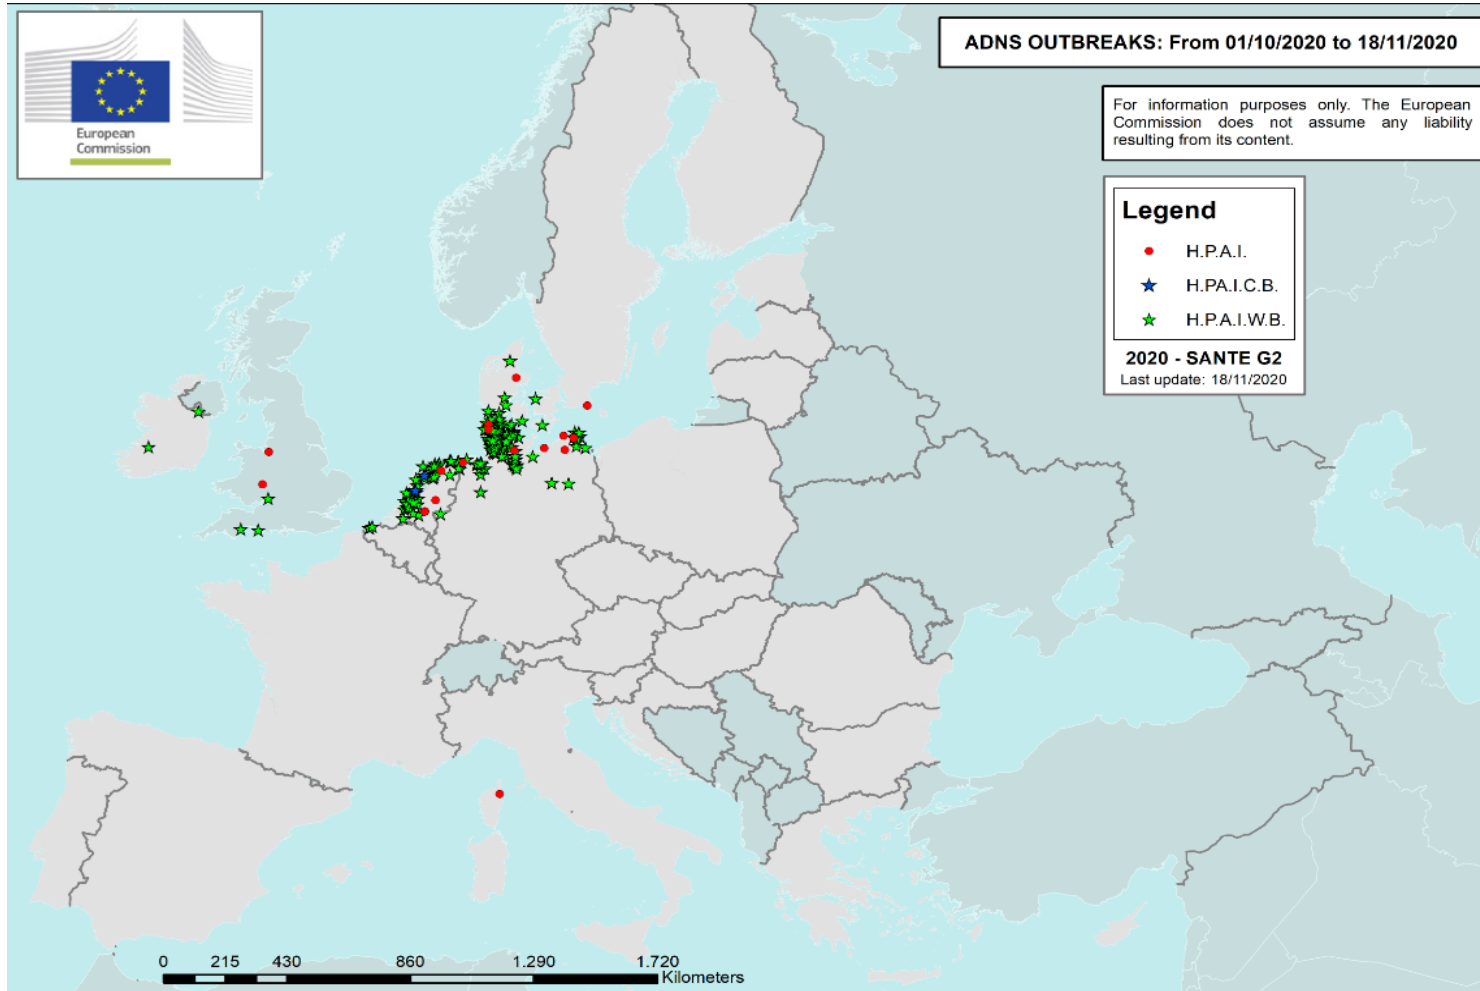 European
Commission
ADNS OUTBREAKS: From 01/10/2020 to 18/11/2020
For information purposes only. The European
Commission does not assume any liability
resulting from its content.
Legend
H.P.A.I.
H.PA.I.C.B.
H.P.A.I.W.B.
2020 - SANTE G2
Last update: 18/11/2020
0 215 430 860 1.290 1.720
Kilometers